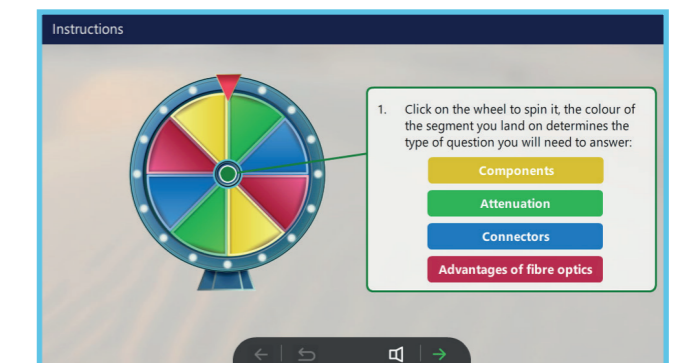 Instructions
1. Click on the wheel to spin it, the colour of
the segment you land on determines the
type of question you will need to answer:
Components
Attenuation
Connectors
Advantages of fibre optics